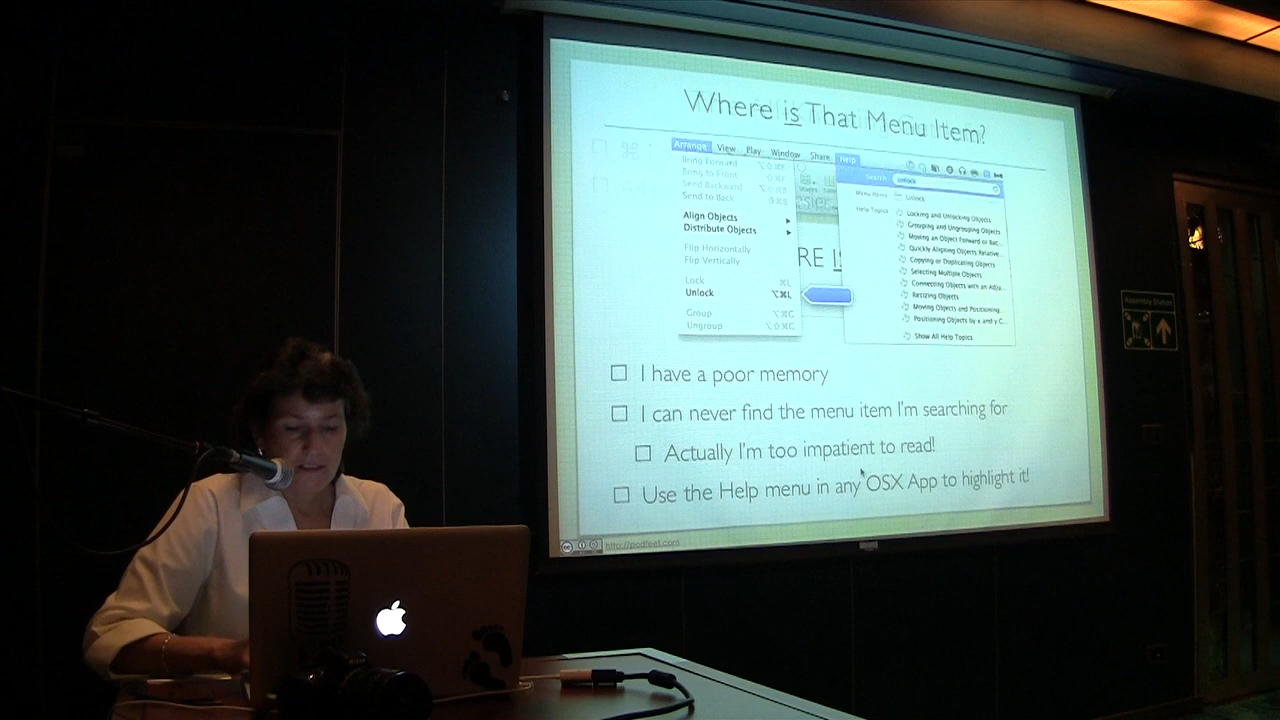 Where is That Menu Item?
Arrange View Play Window Share Help
Bring Forward
Bring to Front
Send Backward
Send to Back
Align Objects
Distribute Objects
Flip Horizontally
Flip Vertically
Lock ⌘L
Unlock ⌥⌘L
Group ⌥⌘G
Ungroup ⌥⇧⌘G
RE IS
Search unlock
Menu Items Unlock
Help Topics Locking and Unlocking Objects
Grouping and Ungrouping Objects
Moving an Object Forward or Bac...
Quickly Aligning Objects Relative...
Copying or Duplicating Objects
Selecting Multiple Objects
Connecting Objects with an Adju...
Resizing Objects
Moving Objects and Positioning...
Positioning Objects by x and y C...
Show All Help Topics
I have a poor memory
I can never find the menu item I'm searching for
Actually I'm too impatient to read!
Use the Help menu in any OSX App to highlight it!
http://podfeet.com
Assembly Station